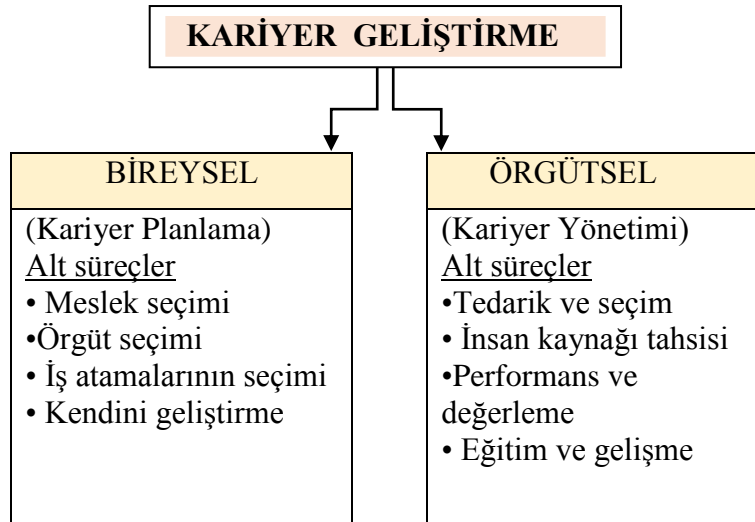 KARİYER GELİŞTİRME
BİREYSEL
(Kariyer Planlama)
Alt süreçler
• Meslek seçimi
•Örgüt seçimi
• İş atamalarının seçimi
• Kendini geliştirme
ÖRGÜTSEL
(Kariyer Yönetimi)
Alt süreçler
•Tedarik ve seçim
• İnsan kaynağı tahsisi
•Performans ve
değerleme
• Eğitim ve gelişme